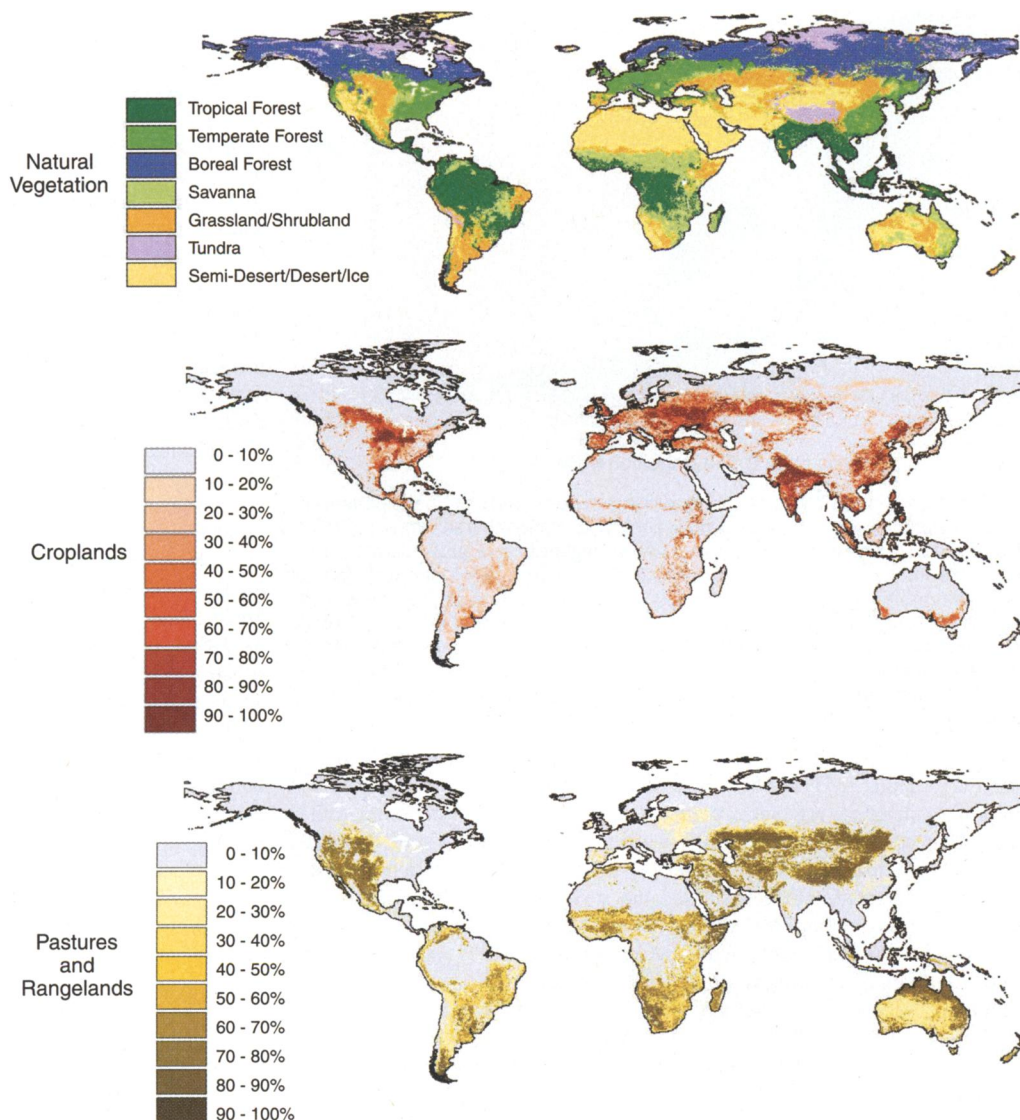 Natural
Vegetation
Tropical Forest
Temperate Forest
Boreal Forest
Savanna
Grassland/Shrubland
Tundra
Semi-Desert/Desert/Ice
Croplands
0 - 10%
10 - 20%
20 - 30%
30 - 40%
40 - 50%
50 - 60%
60 - 70%
70 - 80%
80 - 90%
90 - 100%
Pastures
and
Rangelands
0 - 10%
10 - 20%
20 - 30%
30 - 40%
40 - 50%
50 - 60%
60 - 70%
70 - 80%
80 - 90%
90 - 100%